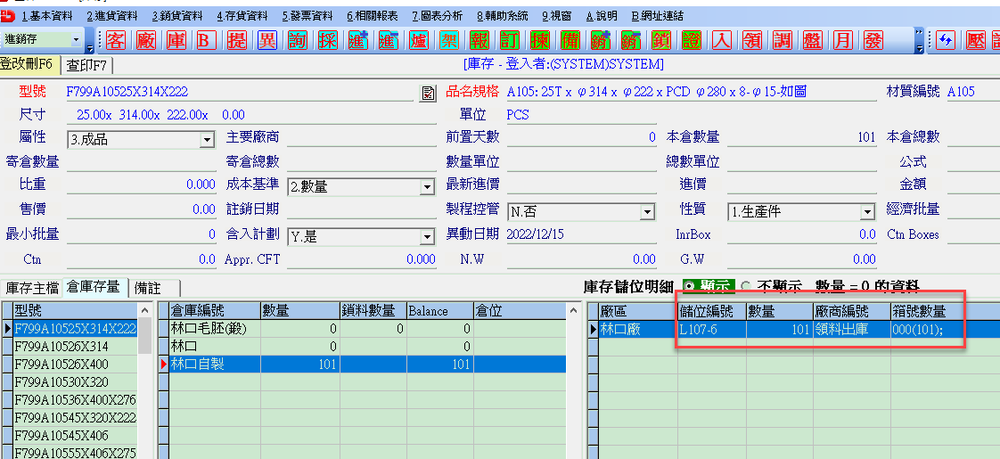 1.基本資料 2.進貨資料 3.銷貨資料 4.存貨資料 5.發票資料 6.相關報表 7.圖表分析 8.輔助系統 9.視窗 A.說明 B.網址連結
進銷存 客 廠 庫 B 提 異 詢 採 進 進 爐 架 報 訂 揀 備 銷 銷 鎖 證 入 領 調 盤 月 發 壓
登改刪F6 查印F7 [庫存 - 登入者:(SYSTEM)SYSTEM]
型號 F799A10525X314X222 品名規格 A105: 25T x φ314 x φ222 x PCD φ280 x 8-φ15-如圖 材質編號 A105
尺寸 25.00x 314.00x 222.00x 0.00 單位 PCS
屬性 3.成品 主要廠商 前置天數 0 本倉數量 101 本倉總數
寄倉數量 寄倉總數 數量單位 總數單位 公式
比重 0.000 成本基準 2.數量 最新進價 進價 金額
售價 0.00 註銷日期 製程控管 N.否 性質 1.生產件 經濟批量
最小批量 0 含入計劃 Y.是 異動日期 2022/12/15 InrBox 0.0 Ctn Boxes
Ctn 0.0 Appr. CFT 0.000 N.W 0.00 G.W 0.00
庫存主檔 倉庫存量 備註 庫存儲位明細 顯示 不顯示 數量 = 0 的資料
型號 倉庫編號 數量 鎖料數量 Balance 倉位 廠區 儲位編號 數量 廠商編號 箱號數量
F799A10525X314X222 林口毛胚(鍛) 0 0 0 林口廠 L107-6 101 領料出庫 000(101);
F799A10526X314 林口 0 0
F799A10526X400 林口自製 101 101
F799A10530X320
F799A10536X400X276
F799A10545X320X222
F799A10545X406
F799A10555X406X275